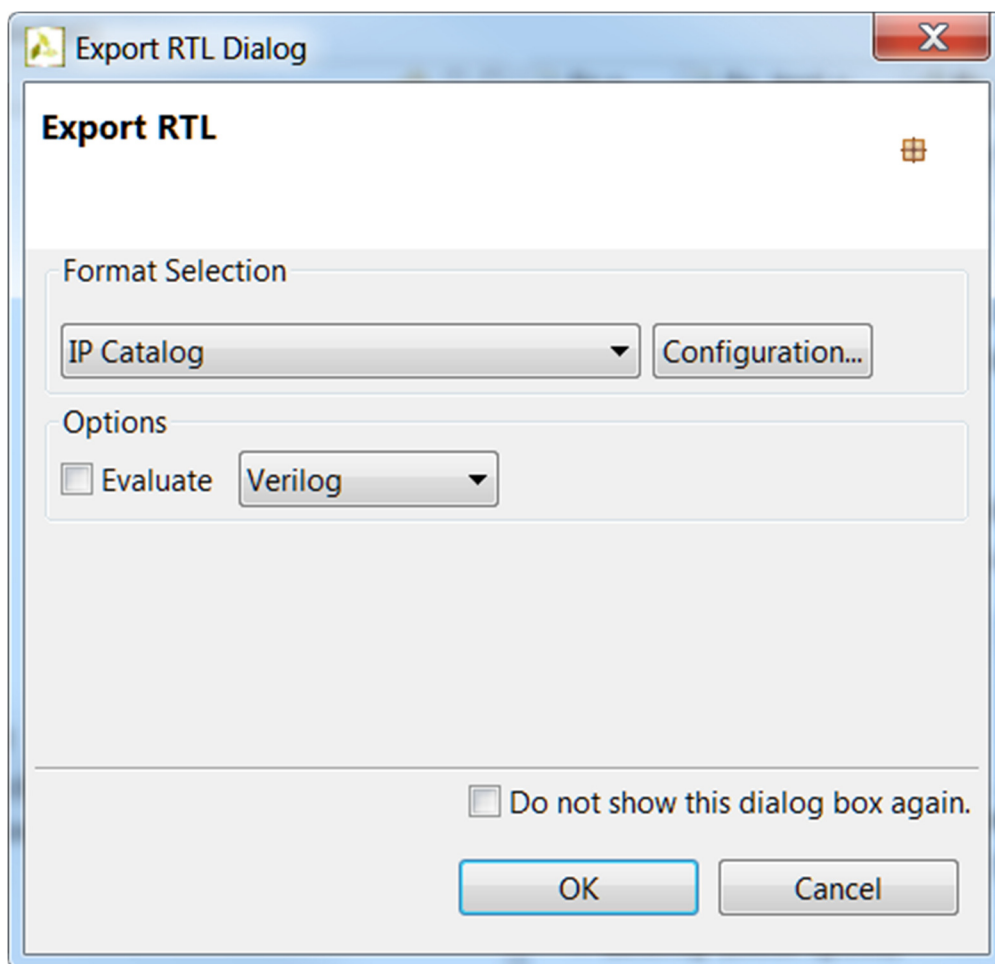 Export RTL Dialog
Export RTL
Format Selection
IP Catalog Configuration...
Options
Evaluate Verilog
Do not show this dialog box again.
OK Cancel